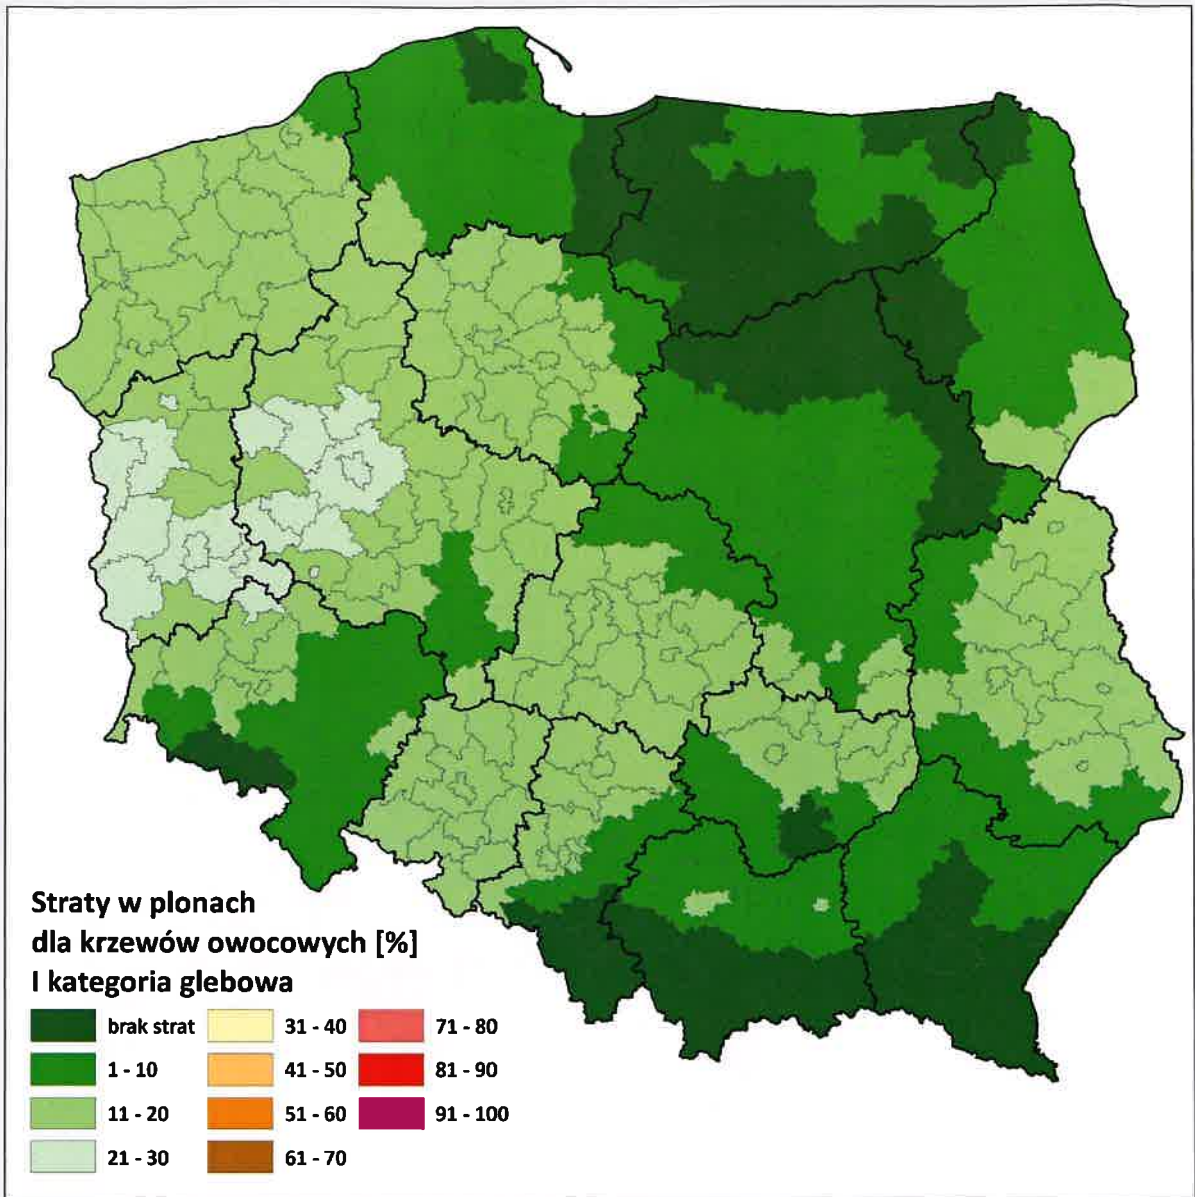 Straty w plonach
dla krzewów owocowych [%]
I kategoria glebowa
brak strat
1 - 10
11 - 20
21 - 30
31 - 40
41 - 50
51 - 60
61 - 70
71 - 80
81 - 90
91 - 100